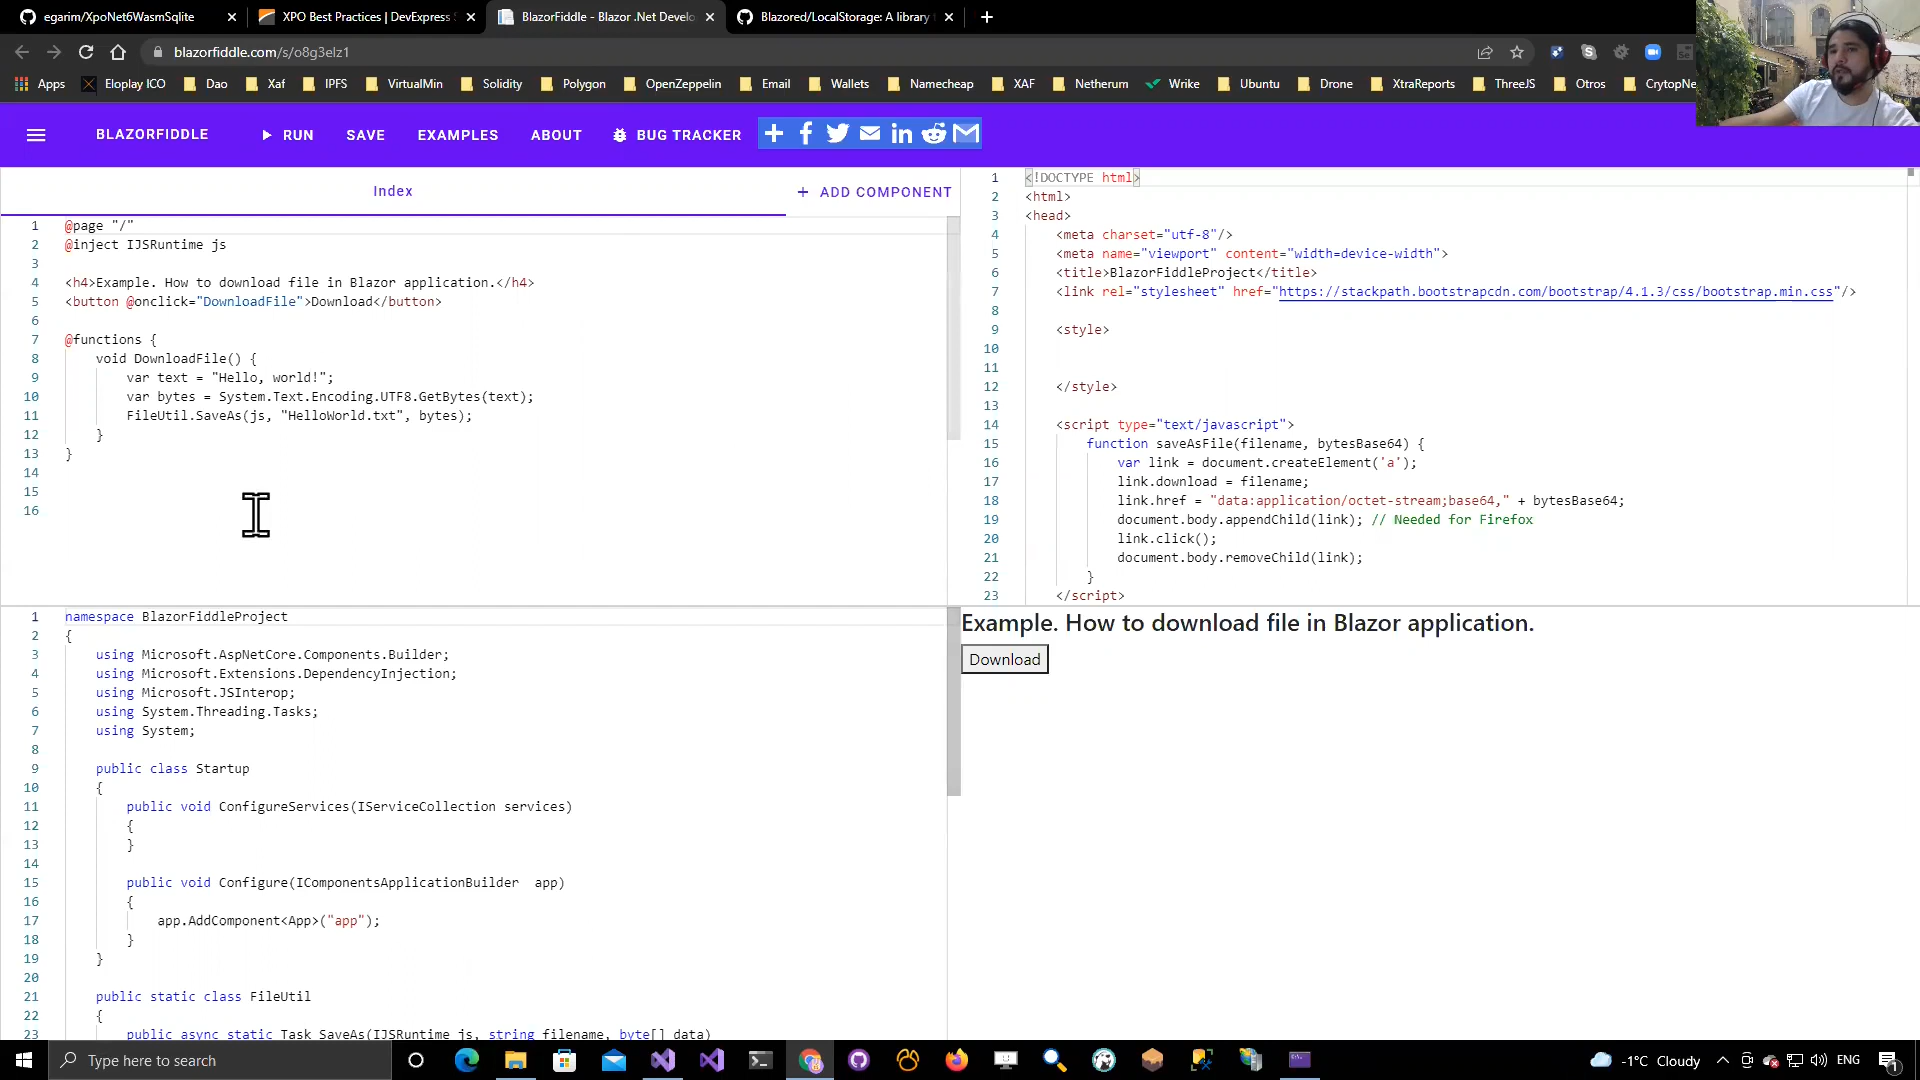 egarim/XpoNet6WasmSqlite
XPO Best Practices | DevExpress
BlazorFiddle - Blazor .Net Develo
Blazored/LocalStorage: A library
blazorfiddle.com/s/o8g3elz1
Apps Eloplay ICO Dao Xaf IPFS VirtualMin Solidity Polygon OpenZeppelin Email Wallets Namecheap XAF Netherum Wrike Ubuntu Drone XtraReports ThreeJS Otros CrytopNe
BLAZORFIDDLE RUN SAVE EXAMPLES ABOUT BUG TRACKER
Index
+ ADD COMPONENT
1 @page "/"
2 @inject IJSRuntime js
3
4 <h4>Example. How to download file in Blazor application.</h4>
5 <button @onclick="DownloadFile">Download</button>
6
7 @functions {
8 void DownloadFile() {
9 var text = "Hello, world!";
10 var bytes = System.Text.Encoding.UTF8.GetBytes(text);
11 FileUtil.SaveAs(js, "HelloWorld.txt", bytes);
12 }
13 }
14
15
16
1 <!DOCTYPE html>
2 <html>
3 <head>
4 <meta charset="utf-8"/>
5 <meta name="viewport" content="width=device-width">
6 <title>BlazorFiddleProject</title>
7 <link rel="stylesheet" href="https://stackpath.bootstrapcdn.com/bootstrap/4.1.3/css/bootstrap.min.css"/>
8
9 <style>
10
11
12 </style>
13
14 <script type="text/javascript">
15 function saveAsFile(filename, bytesBase64) {
16 var link = document.createElement('a');
17 link.download = filename;
18 link.href = "data:application/octet-stream;base64," + bytesBase64;
19 document.body.appendChild(link); // Needed for Firefox
20 link.click();
21 document.body.removeChild(link);
22 }
23 </script>
1 namespace BlazorFiddleProject
2 {
3 using Microsoft.AspNetCore.Components.Builder;
4 using Microsoft.Extensions.DependencyInjection;
5 using Microsoft.JSInterop;
6 using System.Threading.Tasks;
7 using System;
8
9 public class Startup
10 {
11 public void ConfigureServices(IServiceCollection services)
12 {
13 }
14
15 public void Configure(IComponentsApplicationBuilder app)
16 {
17 app.AddComponent<App>("app");
18 }
19 }
20
21 public static class FileUtil
22 {
23 public async static Task SaveAs(IJSRuntime js, string filename, byte[] data)
Example. How to download file in Blazor application.
Download
Type here to search
-1°C Cloudy
ENG
1